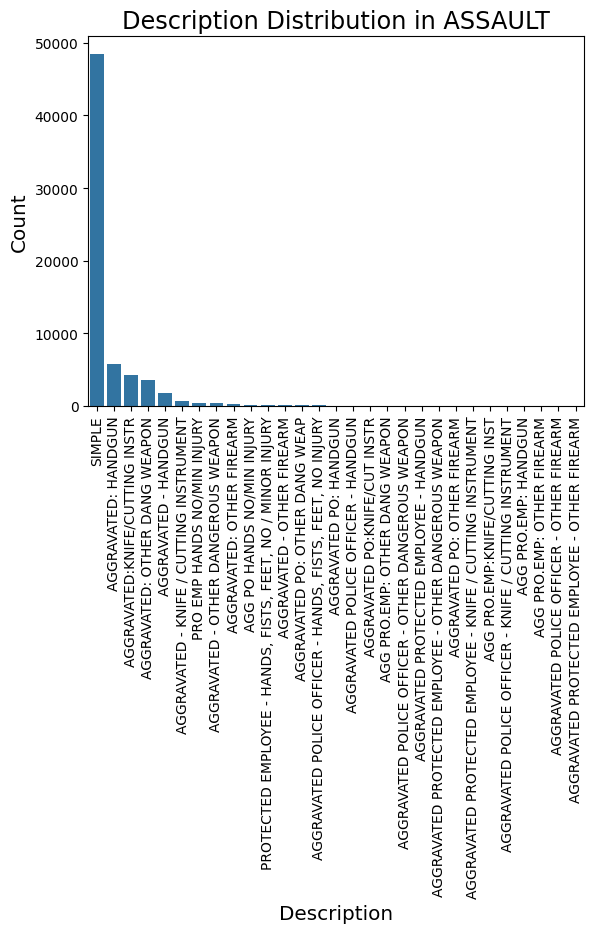 Description Distribution in ASSAULT
50000
40000
30000
20000
10000
0
Count
SIMPLE
AGGRAVATED: HANDGUN
AGGRAVATED:KNIFE/CUTTING INSTR
AGGRAVATED: OTHER DANG WEAPON
AGGRAVATED - HANDGUN
AGGRAVATED - KNIFE / CUTTING INSTRUMENT
PRO EMP HANDS NO/MIN INJURY
AGGRAVATED - OTHER DANGEROUS WEAPON
AGGRAVATED: OTHER FIREARM
AGG PO HANDS NO/MIN INJURY
PROTECTED EMPLOYEE - HANDS, FISTS, FEET, NO / MINOR INJURY
AGGRAVATED - OTHER FIREARM
AGGRAVATED PO: OTHER DANG WEAP
AGGRAVATED POLICE OFFICER - HANDS, FISTS, FEET, NO INJURY
AGGRAVATED PO: HANDGUN
AGGRAVATED POLICE OFFICER - HANDGUN
AGGRAVATED PO:KNIFE/CUT INSTR
AGG PRO.EMP: OTHER DANG WEAPON
AGGRAVATED POLICE OFFICER - OTHER DANGEROUS WEAPON
AGGRAVATED PROTECTED EMPLOYEE - HANDGUN
AGGRAVATED PROTECTED EMPLOYEE - OTHER DANGEROUS WEAPON
AGGRAVATED PO: OTHER FIREARM
AGGRAVATED PROTECTED EMPLOYEE - KNIFE / CUTTING INSTRUMENT
AGG PRO.EMP:KNIFE/CUTTING INST
AGGRAVATED POLICE OFFICER - KNIFE / CUTTING INSTRUMENT
AGG PRO.EMP: HANDGUN
AGG PRO.EMP: OTHER FIREARM
AGGRAVATED POLICE OFFICER - OTHER FIREARM
AGGRAVATED PROTECTED EMPLOYEE - OTHER FIREARM
Description